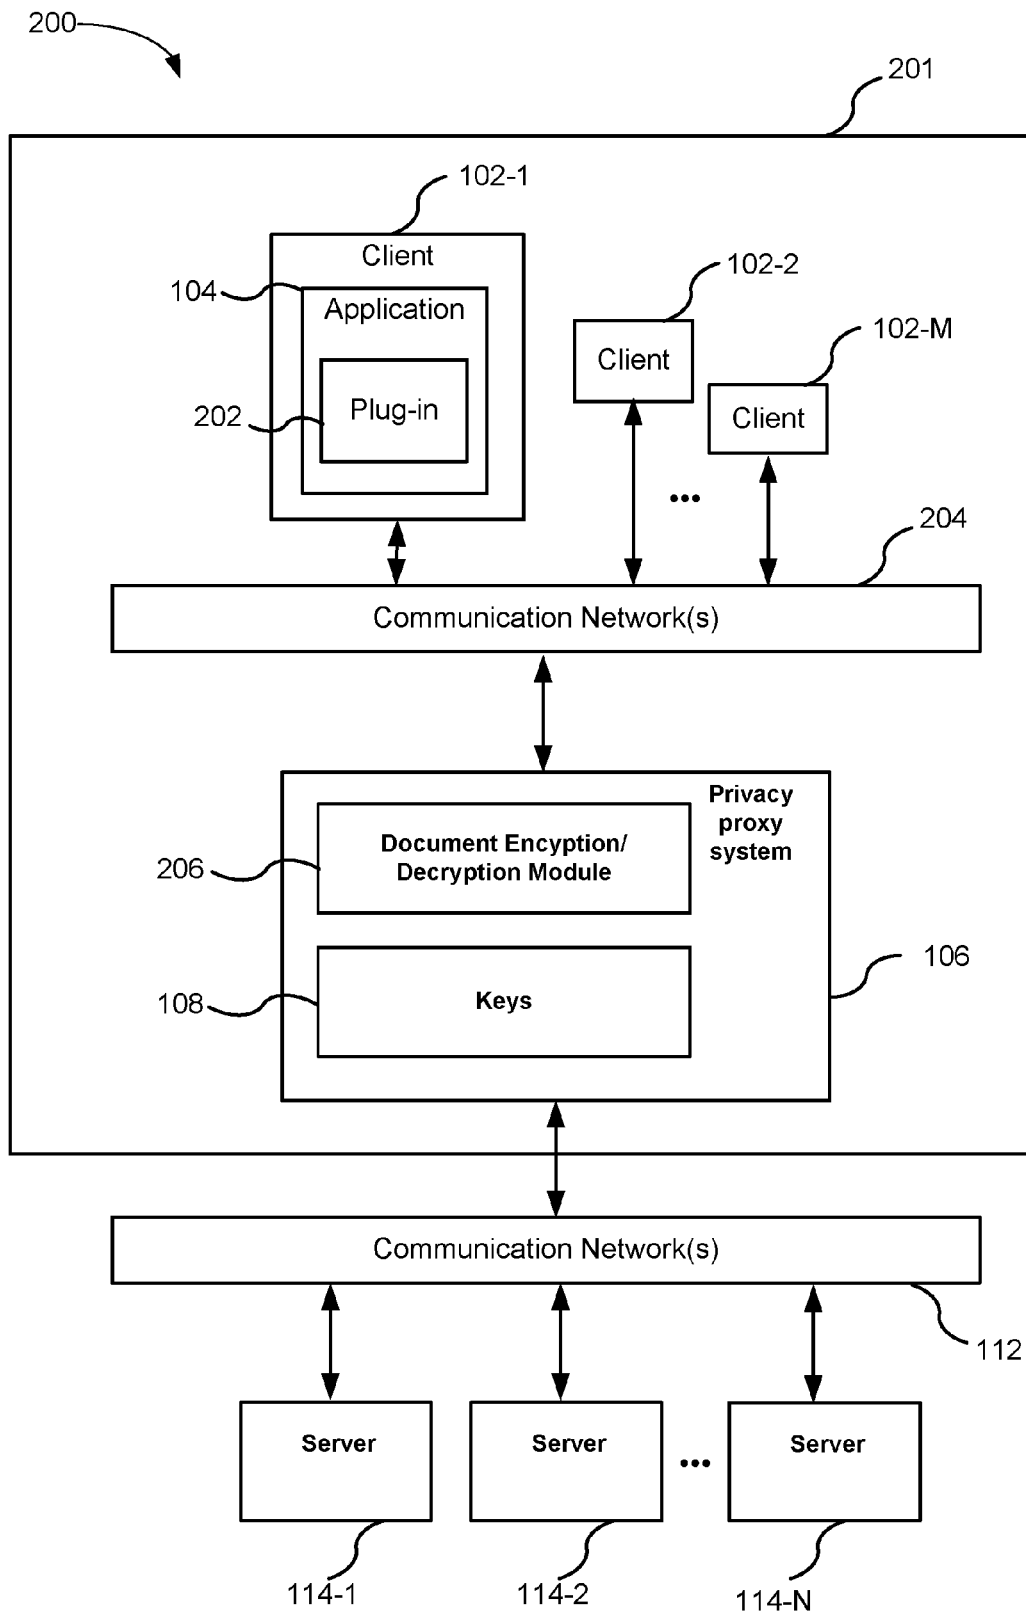 200
201
102-1
Client
104
Application
102-2
102-M
Client
Client
202
Plug-in
...
204
Communication Network(s)
Privacy
proxy
system
Document Encyption/
Decryption Module
206
106
108
Keys
Communication Network(s)
112
Server
Server
...
Server
114-1
114-2
114-N